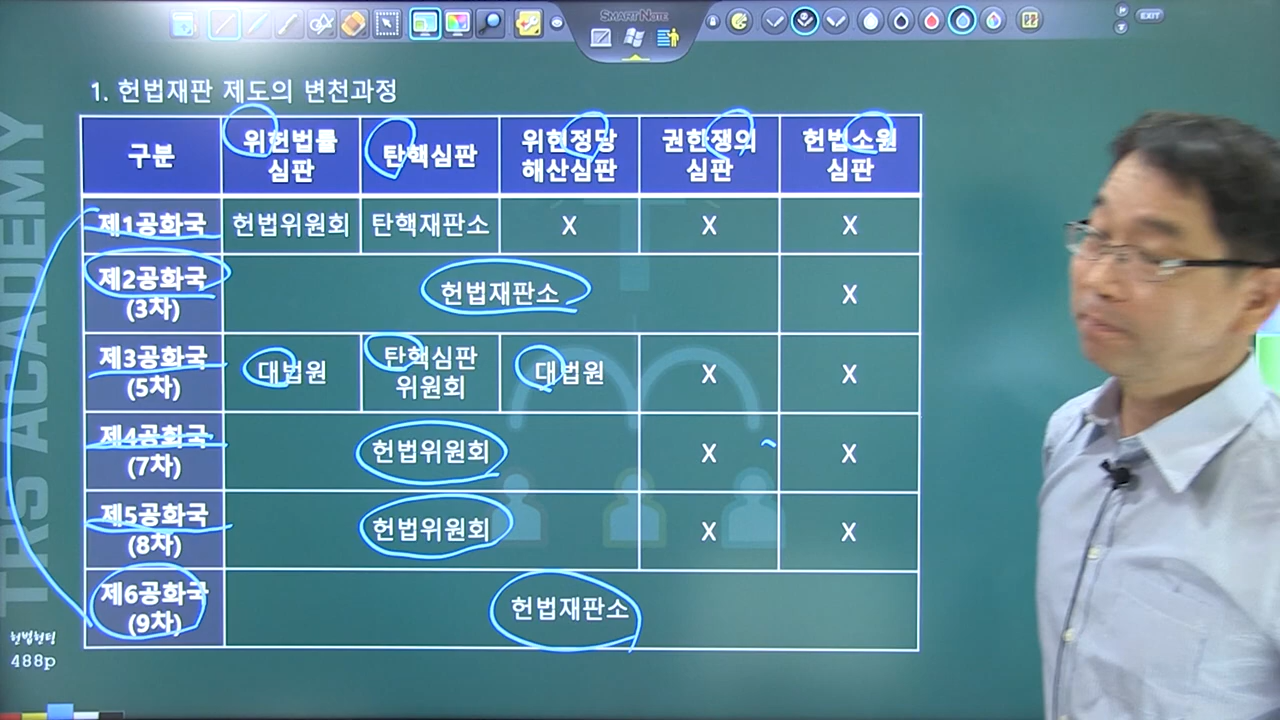 SMART NOTE
EXIT
1. 헌법재판 제도의 변천과정
구분
위헌법률
심판
탄핵심판
위헌정당
해산심판
권한쟁의
심판
헌법소원
심판
제1공화국
헌법위원회
탄핵재판소
X
X
X
제2공화국
(3차)
헌법재판소
X
제3공화국
(5차)
대법원
탄핵심판
위원회
대법원
X
X
제4공화국
(7차)
헌법위원회
X
X
제5공화국
(8차)
헌법위원회
X
X
제6공화국
(9차)
헌법재판소
TRS ACADEMY
헌법헌팅
488p